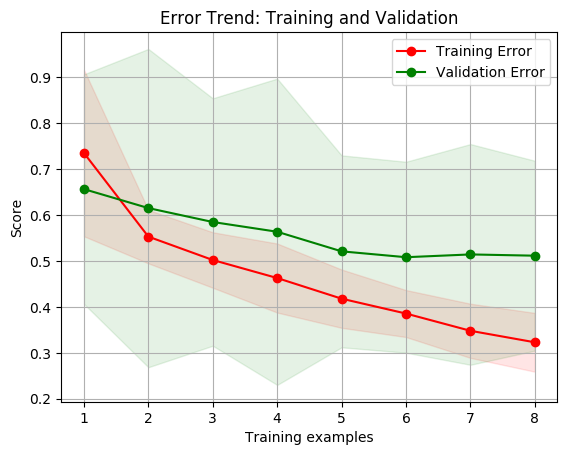 Error Trend: Training and Validation
Training Error
Validation Error
0.9
0.8
0.7
0.6
0.5
0.4
0.3
0.2
Score
1 2 3 4 5 6 7 8
Training examples